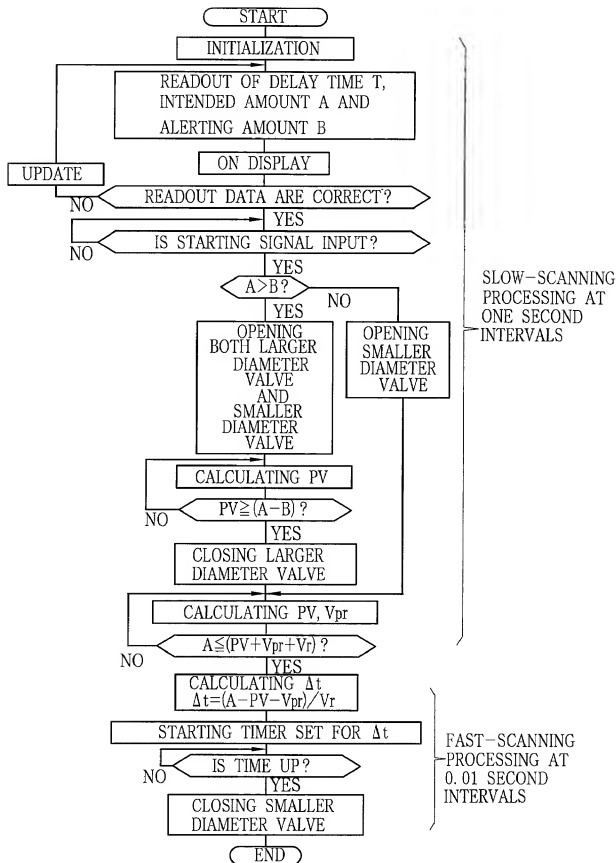 START
INITIALIZATION
READOUT OF DELAY TIME T,
INTENDED AMOUNT A AND
ALERTING AMOUNT B
ON DISPLAY
UPDATE
NO
READOUT DATA ARE CORRECT?
YES
NO
IS STARTING SIGNAL INPUT?
YES
A>B?
NO
YES
OPENING
BOTH LARGER
DIAMETER
VALVE
AND
SMALLER
DIAMETER
VALVE
OPENING
SMALLER
DIAMETER
VALVE
SLOW-SCANNING
PROCESSING AT
ONE SECOND
INTERVALS
CALCULATING PV
NO
PV≧(A-B)?
YES
CLOSING LARGER
DIAMETER VALVE
CALCULATING PV, Vpr
NO
A≦(PV+Vpr+Vr)?
YES
CALCULATING Δt
Δt=(A-PV-Vpr)/Vr
STARTING TIMER SET FOR Δt
NO
IS TIME UP?
YES
CLOSING SMALLER
DIAMETER VALVE
FAST-SCANNING
PROCESSING AT
0.01 SECOND
INTERVALS
END